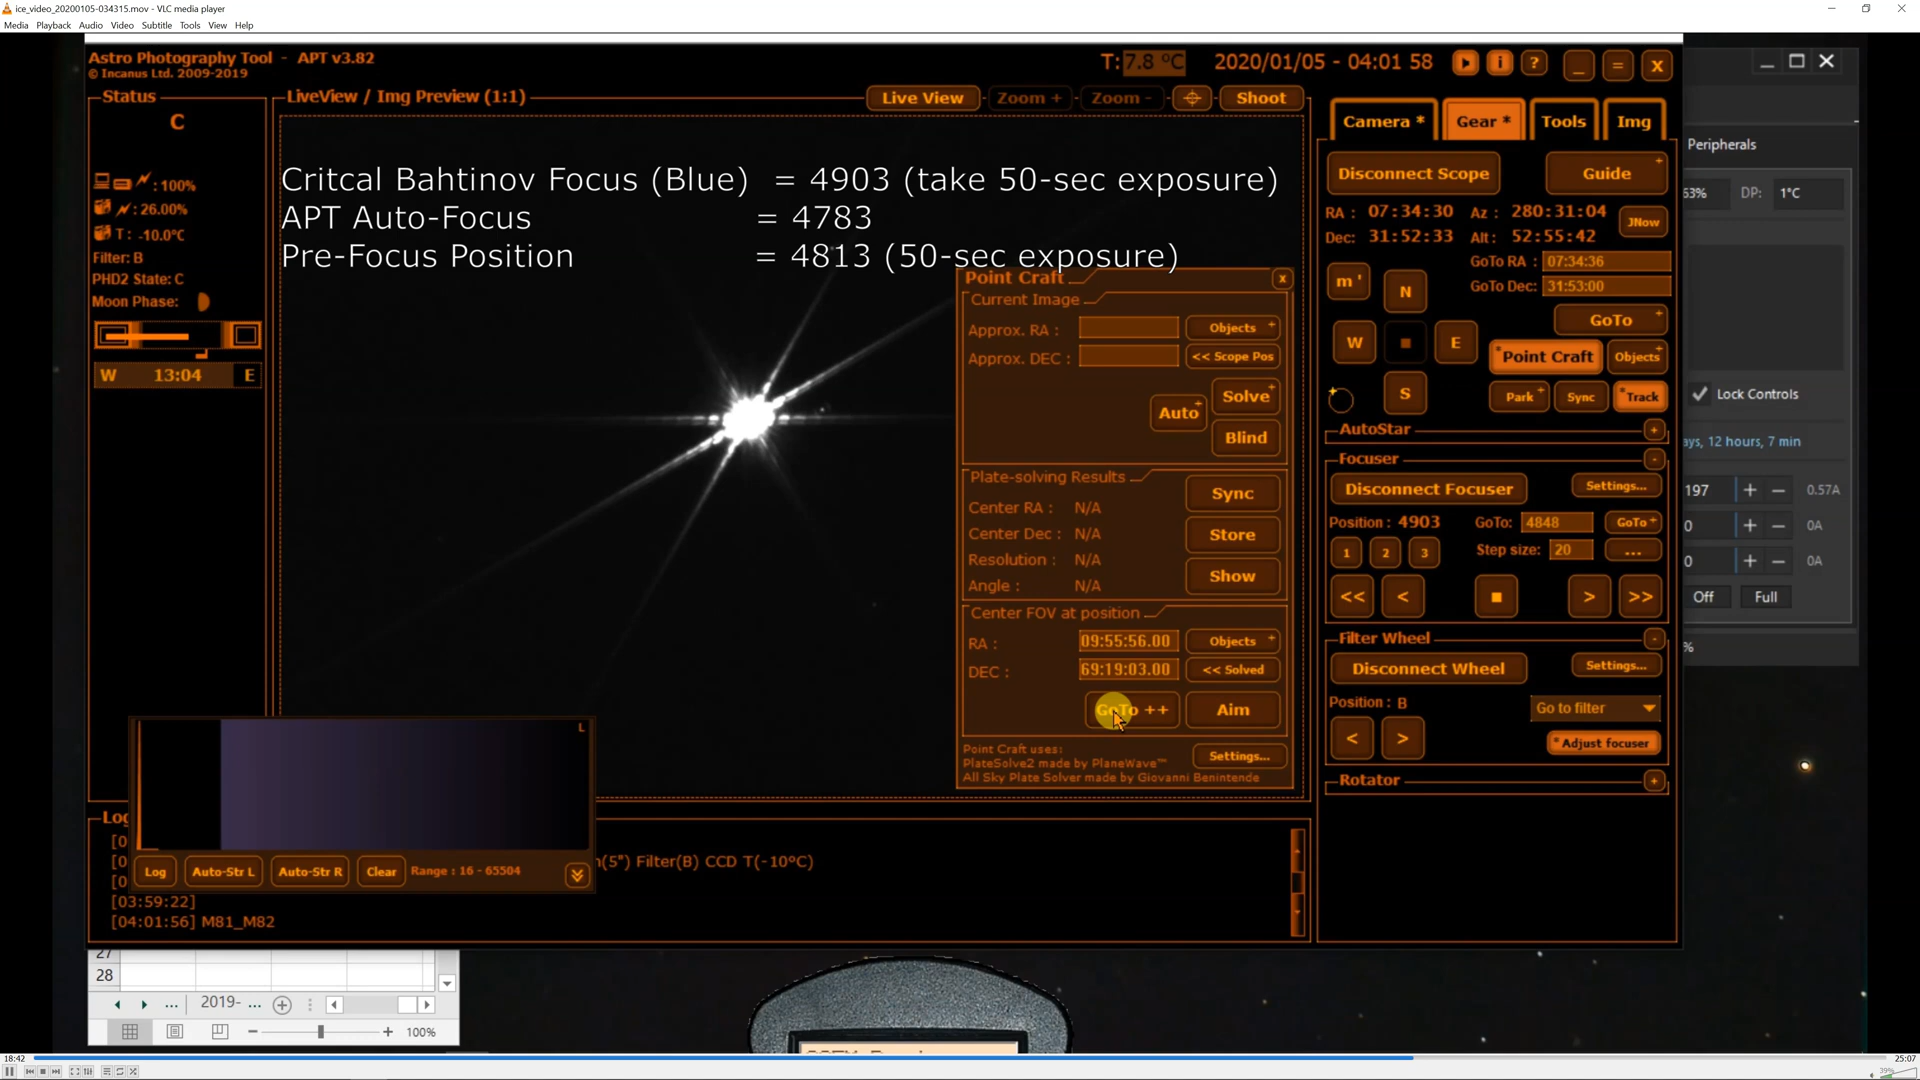 ice_video_20200105-034315.mov - VLC media player
Media Playback Audio Video Subtitle Tools View Help
Astro Photography Tool - APT v3.82
© Incanus Ltd. 2009-2019
T: 7.8 ºC 2020/01/05 - 04:01 58
i ? _ = X
Status
C
: 100%
: 26.00%
T : -10.0°C
Filter: B
PHD2 State: C
Moon Phase:
W 13:04 E
LiveView / Img Preview (1:1)
Live View Zoom + Zoom - Shoot
Critcal Bahtinov Focus (Blue) = 4903 (take 50-sec exposure)
APT Auto-Focus = 4783
Pre-Focus Position = 4813 (50-sec exposure)
Point Craft x
Current Image
Approx. RA : Objects +
Approx. DEC : << Scope Pos
Auto + Solve +
Blind
Plate-solving Results
Sync
Center RA : N/A
Center Dec : N/A
Store
Resolution : N/A
Show
Angle : N/A
Center FOV at position
RA : 09:55:56.00 Objects +
DEC : 69:19:03.00 << Solved
GoTo ++ Aim
Point Craft uses:
PlateSolve2 made by PlaneWave™
All Sky Plate Solver made by Giovanni Benintende
Settings...
Camera * Gear * Tools Img
Disconnect Scope Guide +
RA : 07:34:30 Az : 280:31:04 JNow
Dec: 31:52:33 Alt : 52:55:42
GoTo RA : 07:34:36
GoTo Dec: 31:53:00
m ' N
GoTo +
W E
*Point Craft Objects +
S
Park + Sync *Track
AutoStar +
Focuser -
Disconnect Focuser Settings...
Position : 4903 GoTo: 4848 GoTo +
1 2 3 Step size: 20 ...
<< < ■ > >>
Filter Wheel -
Disconnect Wheel Settings...
Position : B Go to filter
< > *Adjust focuser
Rotator +
L
Log Auto-Str L Auto-Str R Clear Range : 16 - 65504
Log
[0
[0 (5") Filter(B) CCD T(-10ºC)
[0
[03:59:22]
[04:01:56] M81_M82
Peripherals
63% DP: 1°C
Lock Controls
ays, 12 hours, 7 min
197 + − 0.57A
0 + − 0A
0 + − 0A
Off Full
%
27
28
... 2019- ... +
− + 100%
18:42 25:07
39%